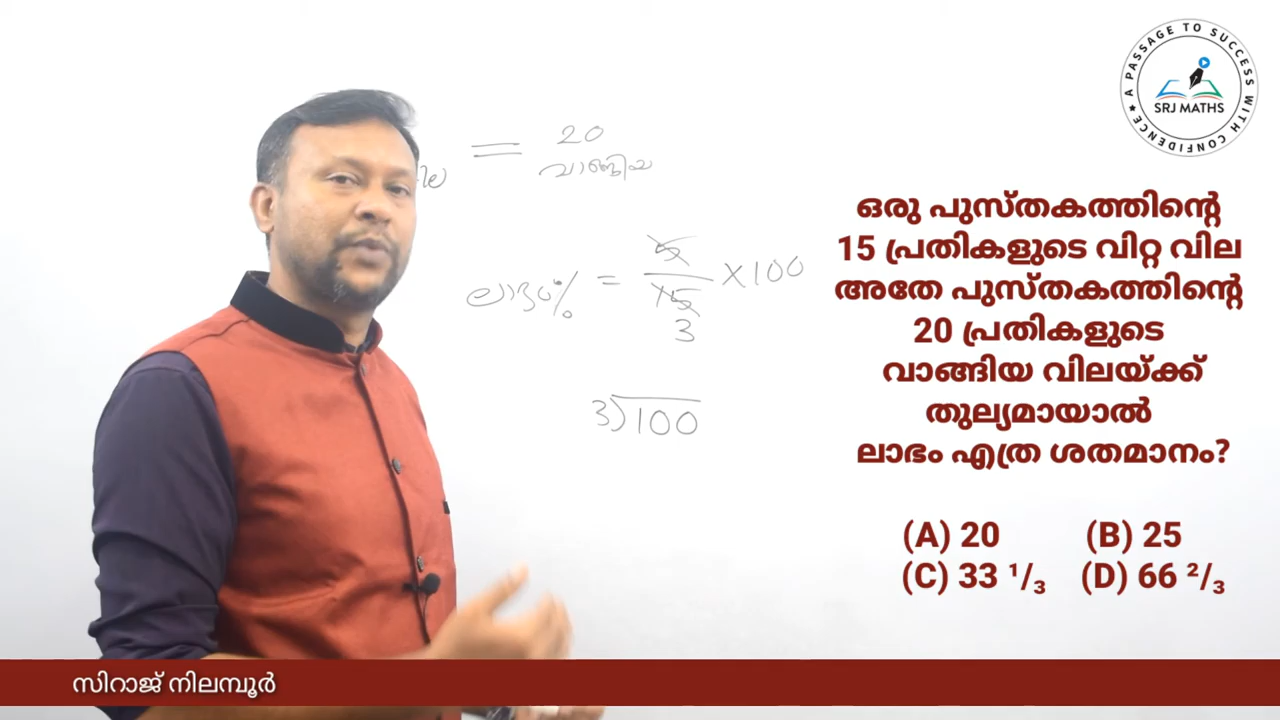 A PASSAGE TO SUCCESS WITH CONFIDENCE
SRJ MATHS
ല = 20
വാങ്ങിയ
ലാഭം% = 5/15 × 100
3
3)100
ഒരു പുസ്തകത്തിന്റെ
15 പ്രതികളുടെ വിറ്റ വില
അതേ പുസ്തകത്തിന്റെ
20 പ്രതികളുടെ
വാങ്ങിയ വിലയ്ക്ക്
തുല്യമായാൽ
ലാഭം എത്ര ശതമാനം?
(A) 20 (B) 25
(C) 33 ¹/₃ (D) 66 ²/₃
സിറാജ് നിലമ്പൂർ